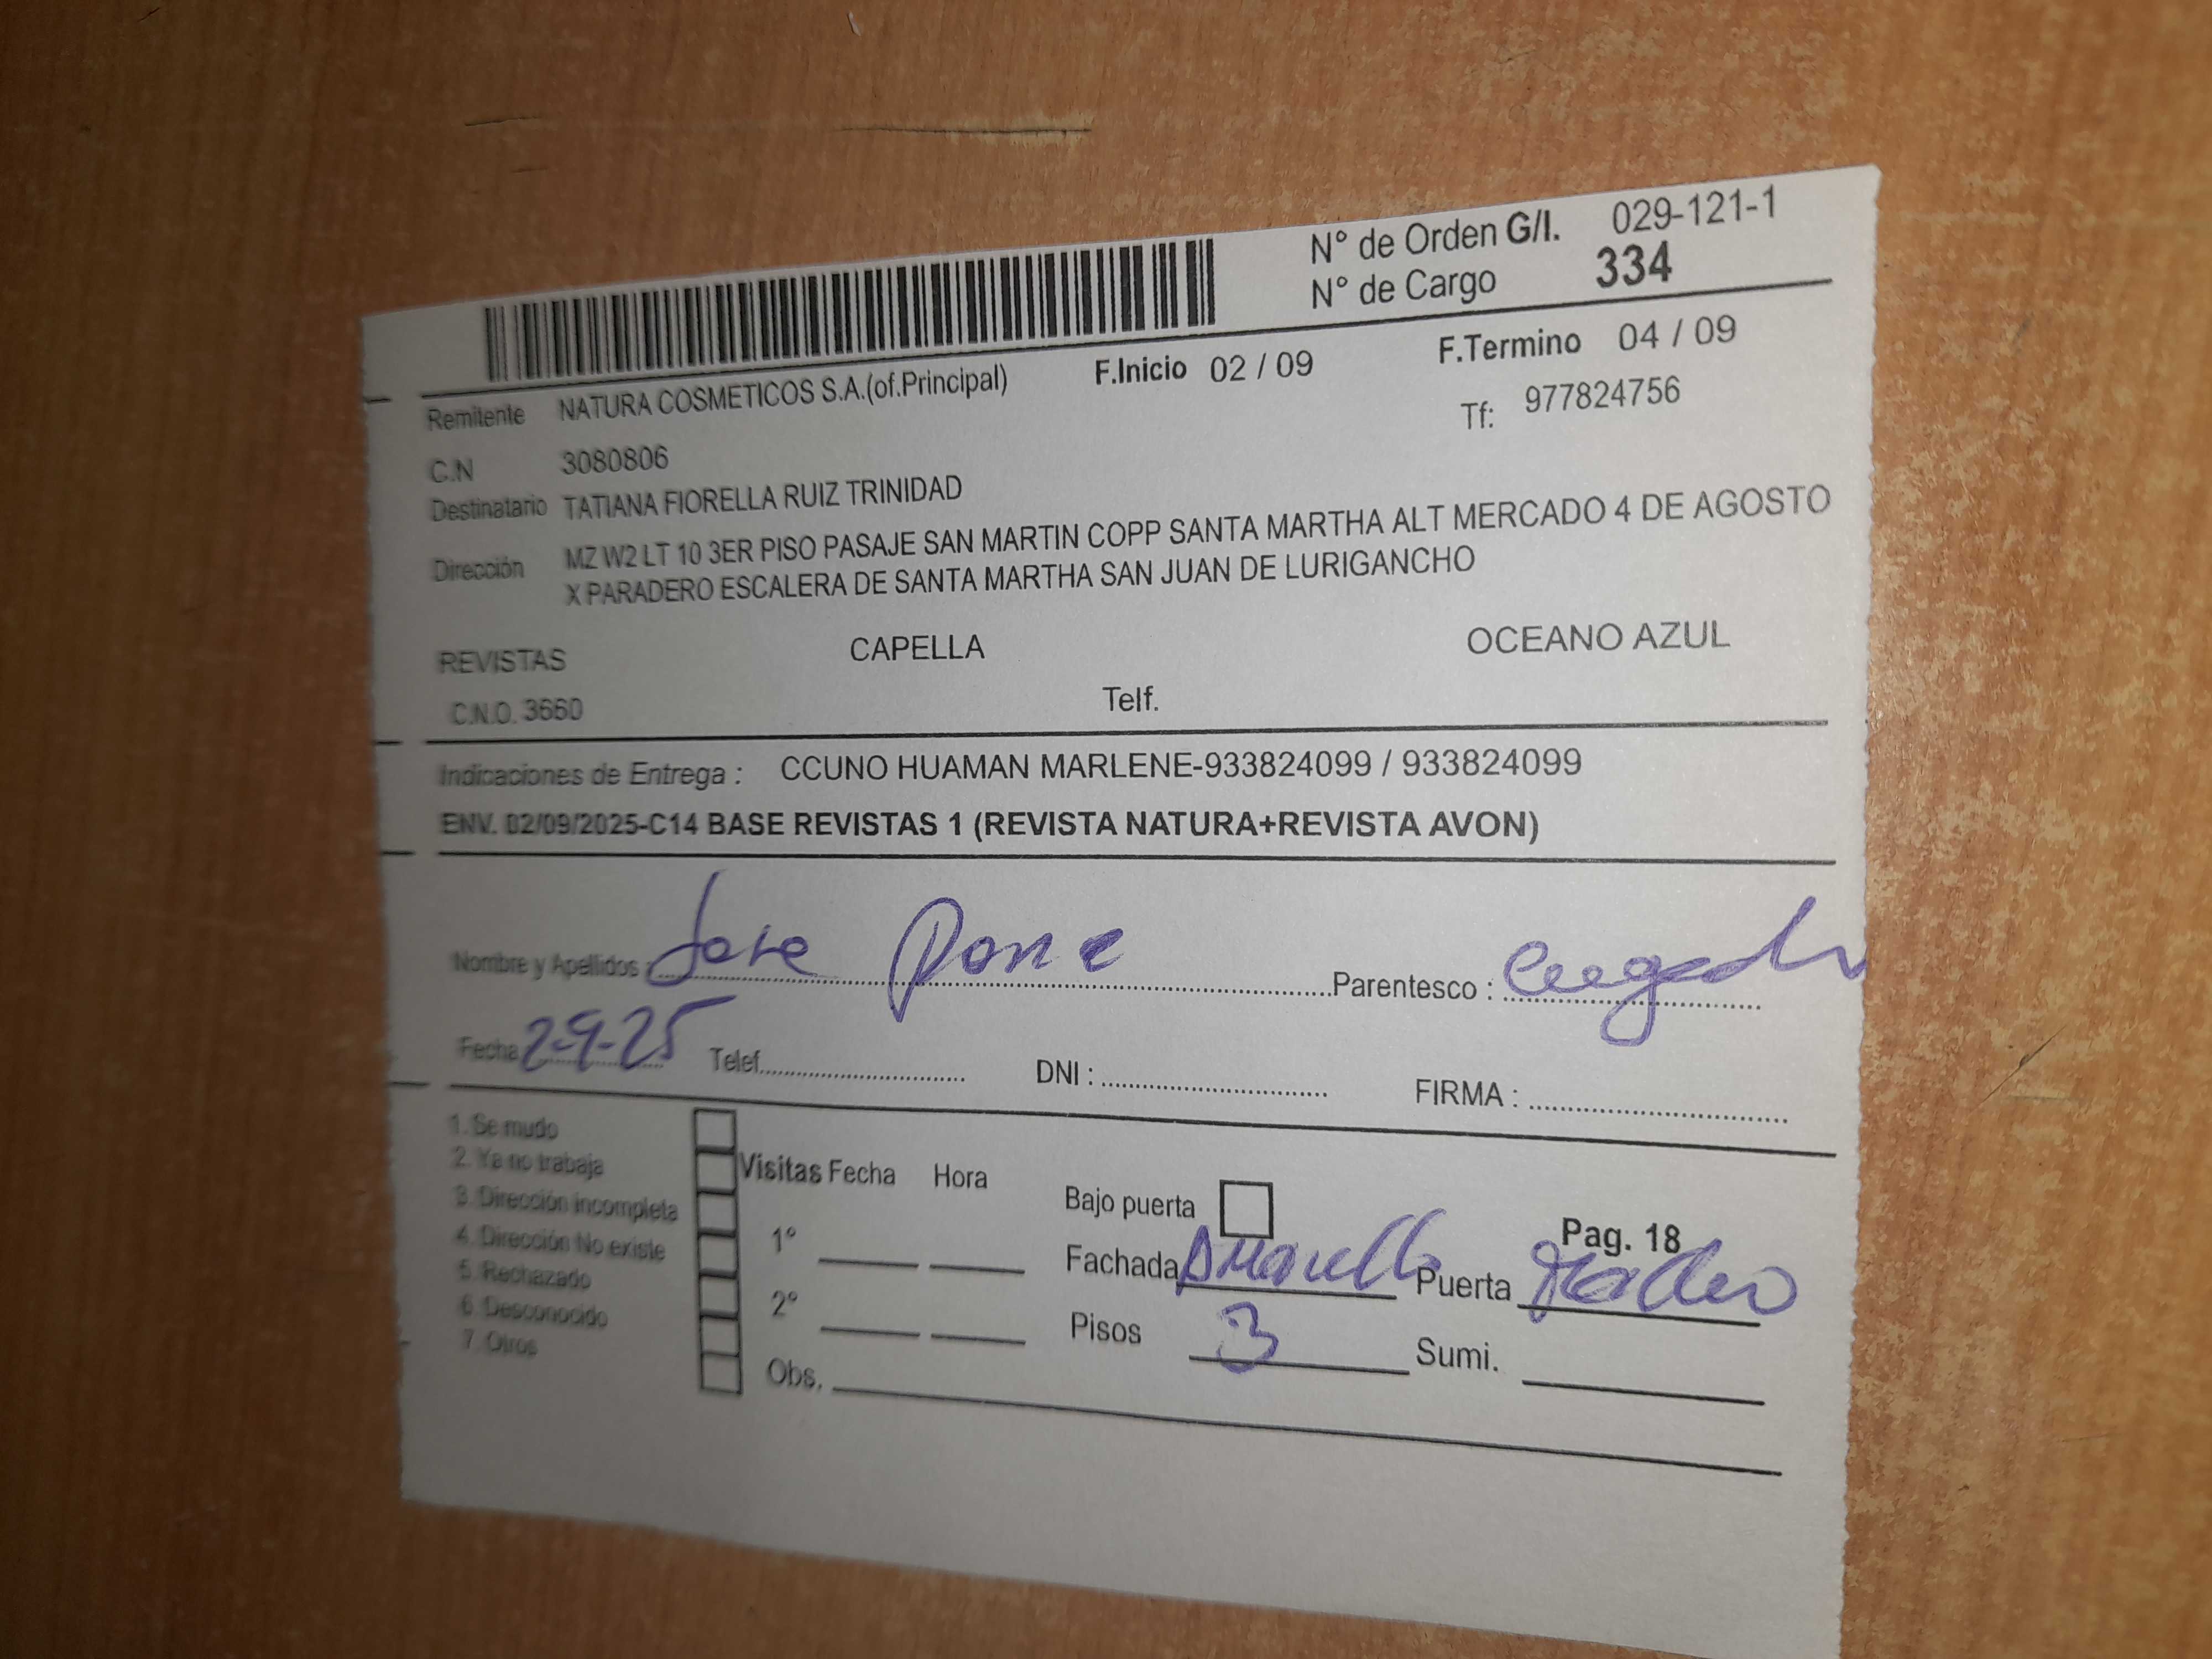 N° de Orden G/I. 029-121-1
N° de Cargo 334
F.Inicio 02 / 09 F.Termino 04 / 09
Remitente NATURA COSMETICOS S.A.(of.Principal)
Tf: 977824756
C.N 3080806
Destinatario TATIANA FIORELLA RUIZ TRINIDAD
Dirección MZ W2 LT 10 3ER PISO PASAJE SAN MARTIN COPP SANTA MARTHA ALT MERCADO 4 DE AGOSTO
X PARADERO ESCALERA DE SANTA MARTHA SAN JUAN DE LURIGANCHO
REVISTAS CAPELLA OCEANO AZUL
C.N.O. 3660 Telf.
Indicaciones de Entrega : CCUNO HUAMAN MARLENE-933824099 / 933824099
ENV. 02/09/2025-C14 BASE REVISTAS 1 (REVISTA NATURA+REVISTA AVON)
Nombre y Apellidos : Jose Parentesco :
Fecha 2-9-25 Telef. DNI : FIRMA :
1. Se mudo
2. Ya no trabaja
3. Dirección incompleta
4. Dirección No existe
5. Rechazado
6. Desconocido
7. Otros
Visitas Fecha Hora
1°
2°
Obs.
Bajo puerta Pag. 18
Fachada Amarello Puerta
Pisos 3 Sumi.